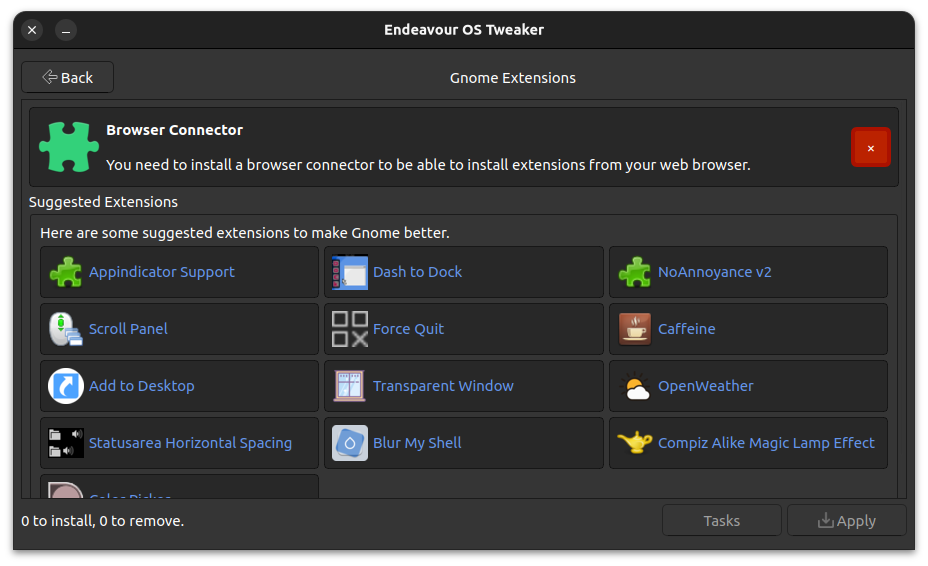 Endeavour OS Tweaker
Back
Gnome Extensions
Browser Connector
You need to install a browser connector to be able to install extensions from your web browser.
Suggested Extensions
Here are some suggested extensions to make Gnome better.
Appindicator Support
Dash to Dock
NoAnnoyance v2
Scroll Panel
Force Quit
Caffeine
Add to Desktop
Transparent Window
OpenWeather
Statusarea Horizontal Spacing
Blur My Shell
Compiz Alike Magic Lamp Effect
Color Picker
0 to install, 0 to remove.
Tasks
Apply